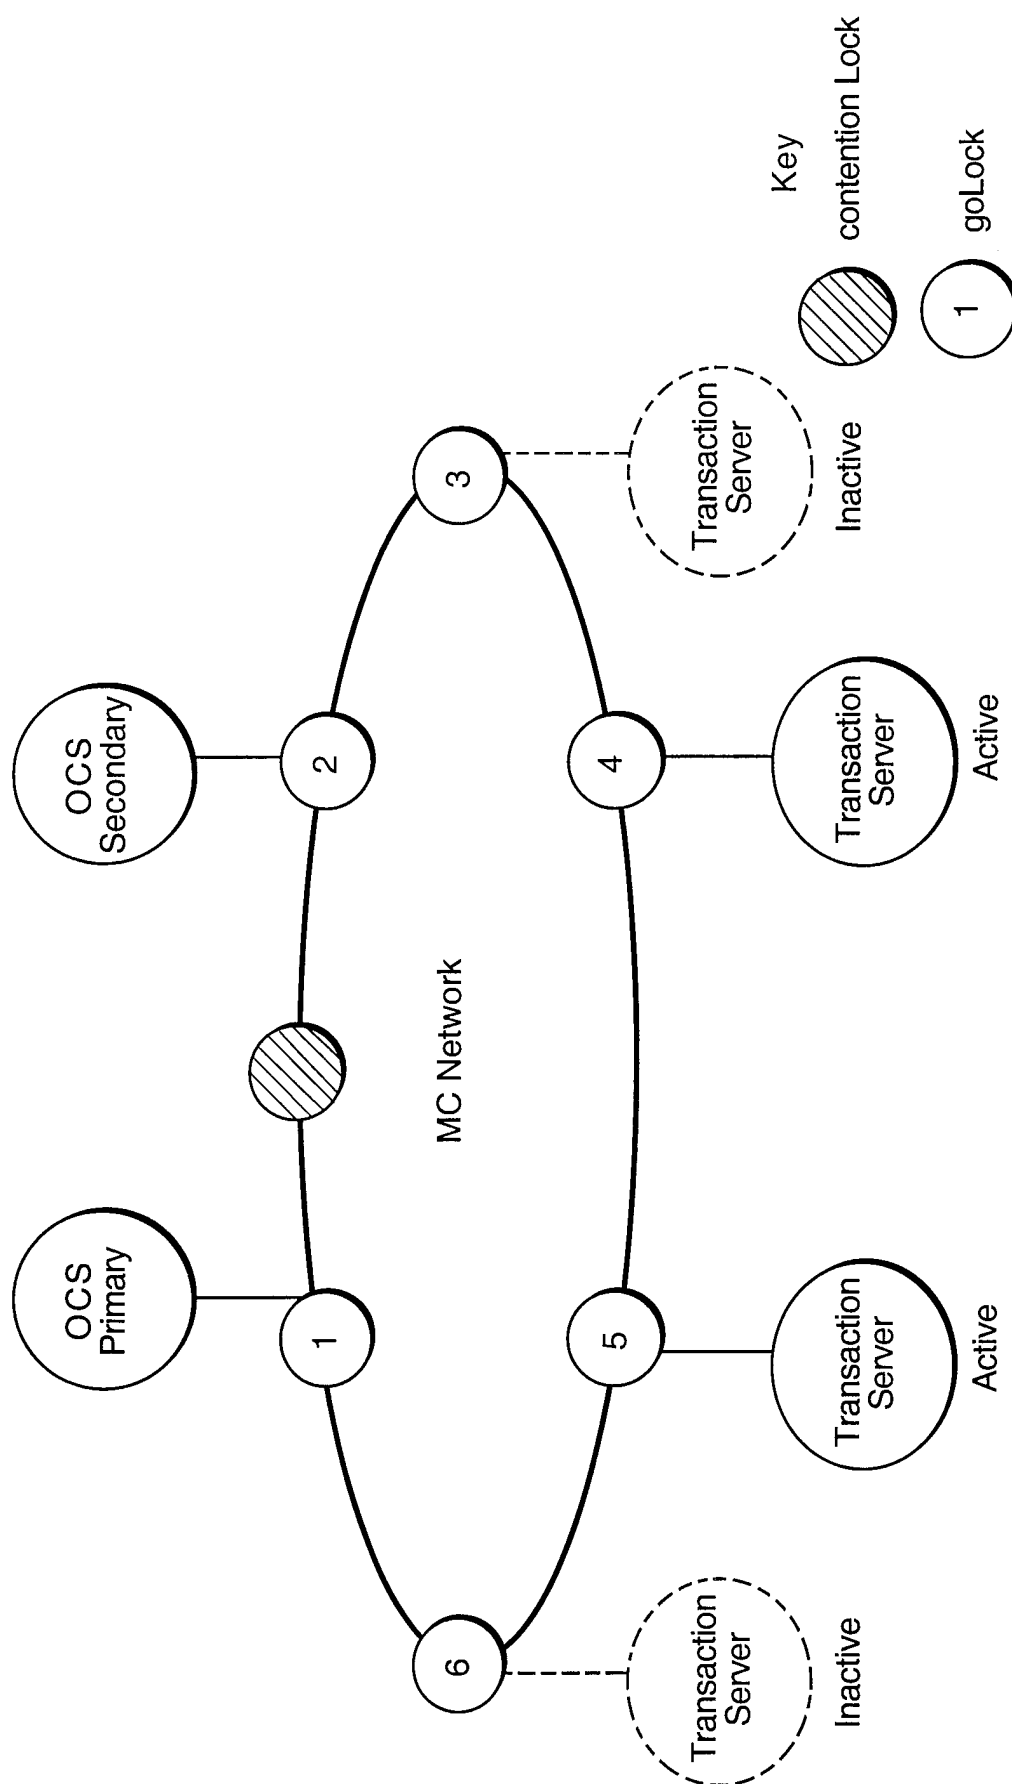 OCS
Primary
OCS
Secondary
1
2
6
MC Network
3
5
4
Transaction
Server
Inactive
Transaction
Server
Active
Transaction
Server
Active
Transaction
Server
Inactive
Key
contention Lock
1
goLock